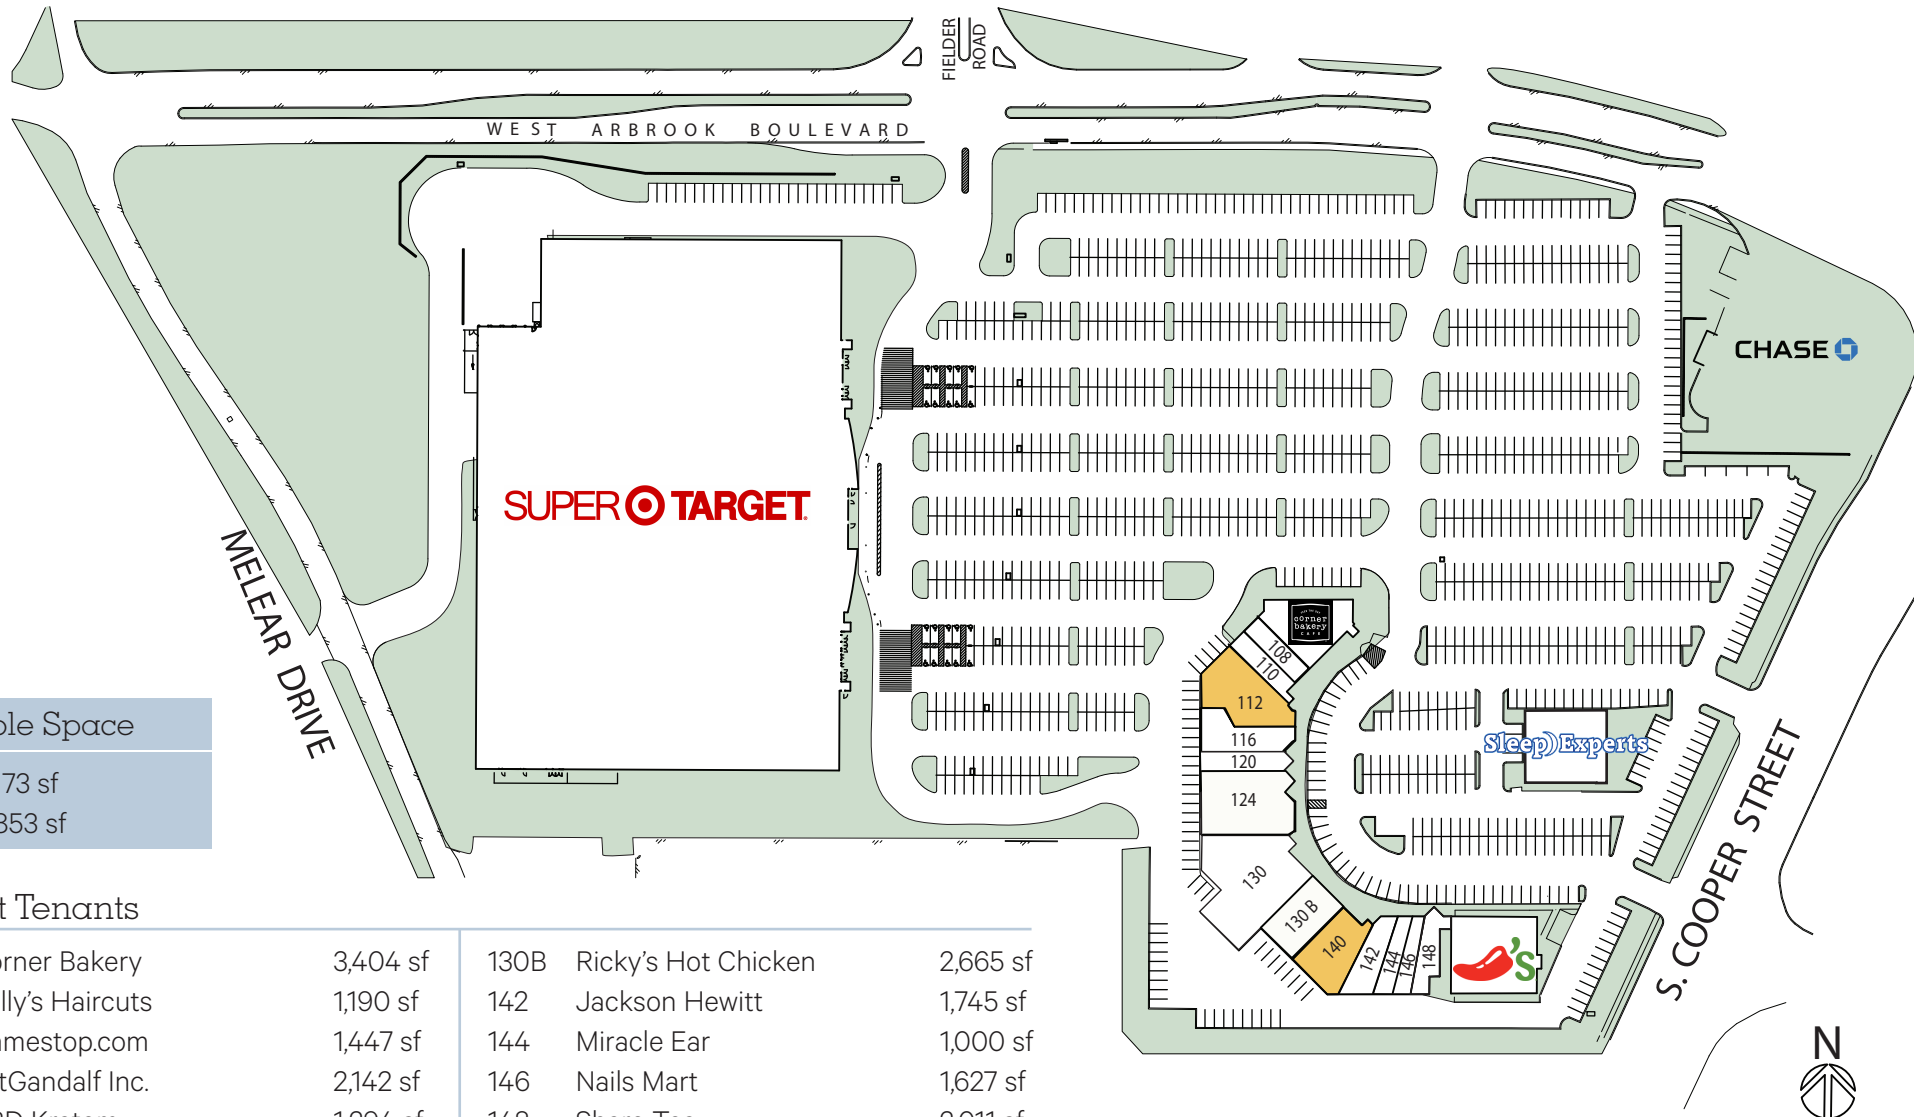 FIELDER
ROAD
WEST ARBROOK BOULEVARD
CHASE
SUPER TARGET
MELEAR DRIVE
corner
bakery
CAFE
108
110
112
116
120
124
130
130 B
140
142
144
146
148
'S
Sleep Experts
S. COOPER STREET
N
ble Space
73 sf
353 sf
t Tenants
orner Bakery 3,404 sf
lly's Haircuts 1,190 sf
amestop.com 1,447 sf
tGandalf Inc. 2,142 sf
130B Ricky's Hot Chicken 2,665 sf
142 Jackson Hewitt 1,745 sf
144 Miracle Ear 1,000 sf
146 Nails Mart 1,627 sf
148